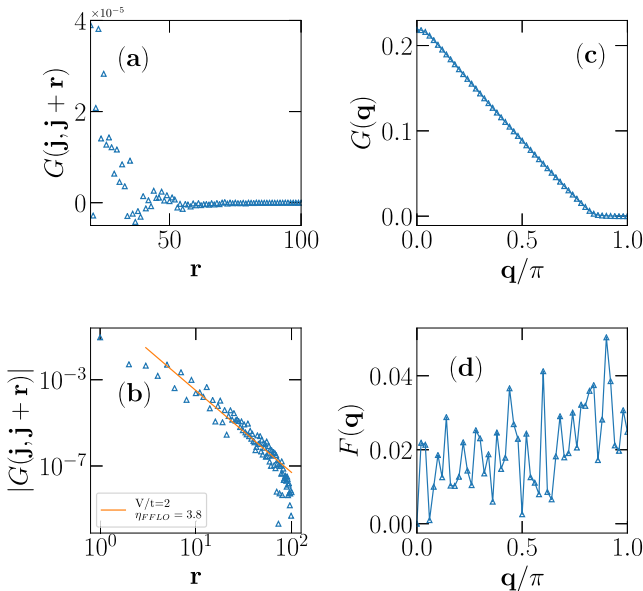 ×10⁻⁵
4
2
0
G(j, j + r)
(a)
50
100
r
0.2
0.1
0.0
G(q)
(c)
0.0
0.5
1.0
q/π
10⁻³
10⁻⁷
|G(j, j + r)|
(b)
V/t=2
η_FFLO = 3.8
10⁰
10¹
10²
r
0.04
0.02
0.00
F(q)
(d)
0.0
0.5
1.0
q/π